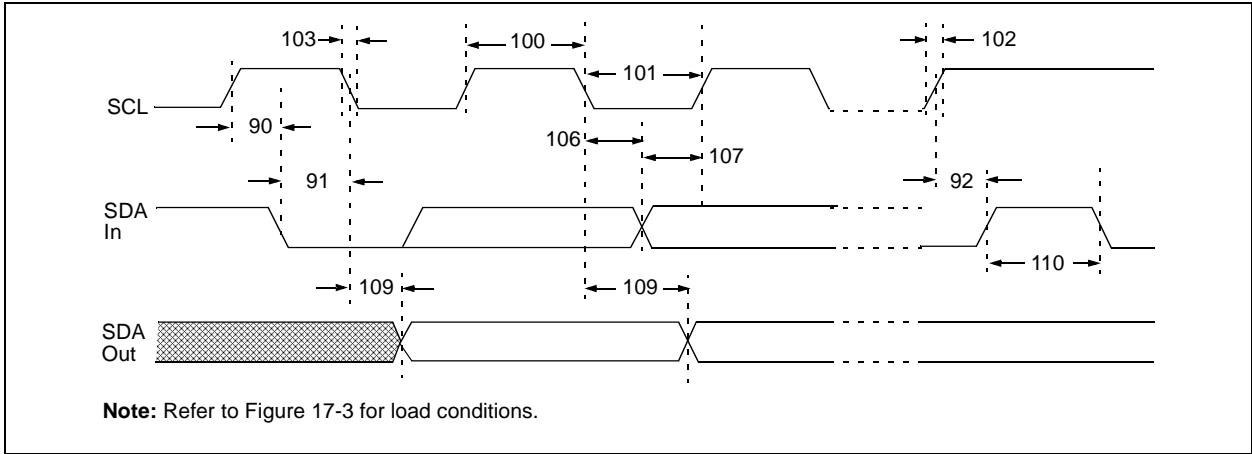 103
100
102
101
SCL
90
106
107
91
92
SDA
In
110
109
109
SDA
Out
Note: Refer to Figure 17-3 for load conditions.